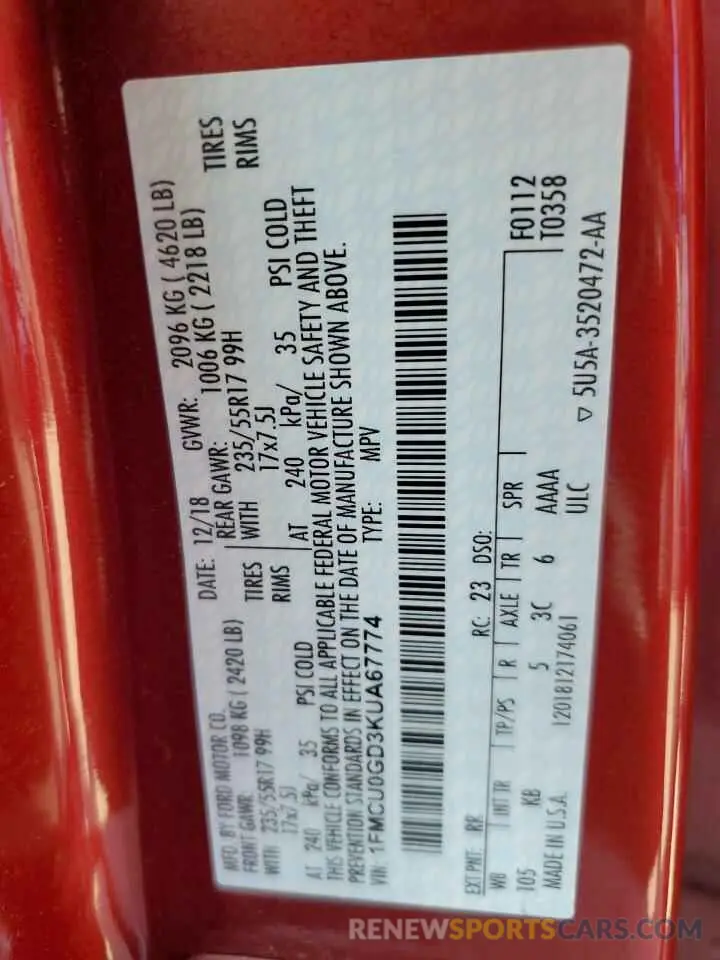 MFD. BY FORD MOTOR CO.
DATE: 12/18 GVWR: 2096 KG ( 4620 LB)
FRONT GAWR: 1098 KG ( 2420 LB) REAR GAWR: 1006 KG ( 2218 LB)
WITH 235/55R17 99H TIRES WITH 235/55R17 99H TIRES
17x7.5J RIMS 17x7.5J RIMS
AT 240 kPa/ 35 PSI COLD AT 240 kPa/ 35 PSI COLD
THIS VEHICLE CONFORMS TO ALL APPLICABLE FEDERAL MOTOR VEHICLE SAFETY AND THEFT
PREVENTION STANDARDS IN EFFECT ON THE DATE OF MANUFACTURE SHOWN ABOVE.
VIN: 1FMCU0GD3KUA67774 TYPE: MPV
EXT PNT: RR RC: 23 DSO: F0112
WB INT TR TP/PS R AXLE TR SPR T0358
105 KB 5 3C 6 AAAA
ULC
MADE IN U.S.A. 1201812174061 ▽ 5U5A-3520472-AA
RENEWSPORTSCARS.COM